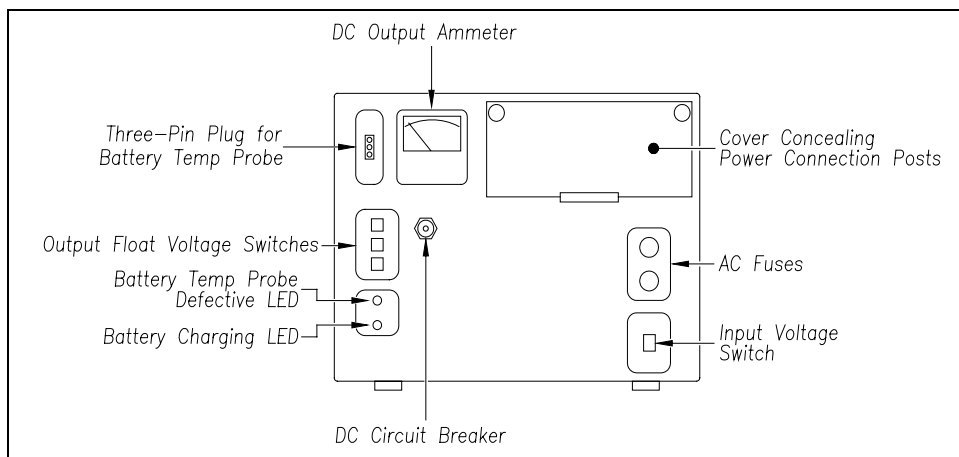 DC Output Ammeter
Three-Pin Plug for
Battery Temp Probe
Cover Concealing
Power Connection Posts
Output Float Voltage Switches
AC Fuses
Battery Temp Probe
Defective LED
Battery Charging LED
Input Voltage
Switch
DC Circuit Breaker